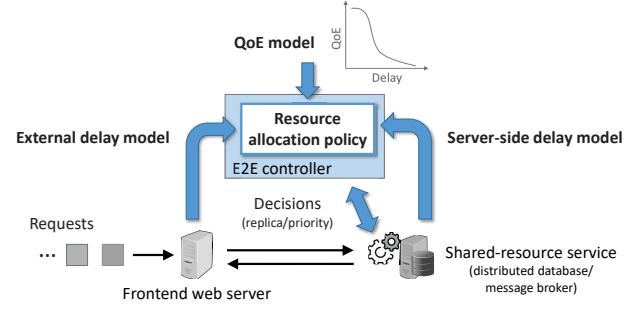 QoE model
QoE
Delay
External delay model
Resource
allocation policy
Server-side delay model
E2E controller
Decisions
(replica/priority)
Requests
...
Frontend web server
Shared-resource service
(distributed database/
message broker)